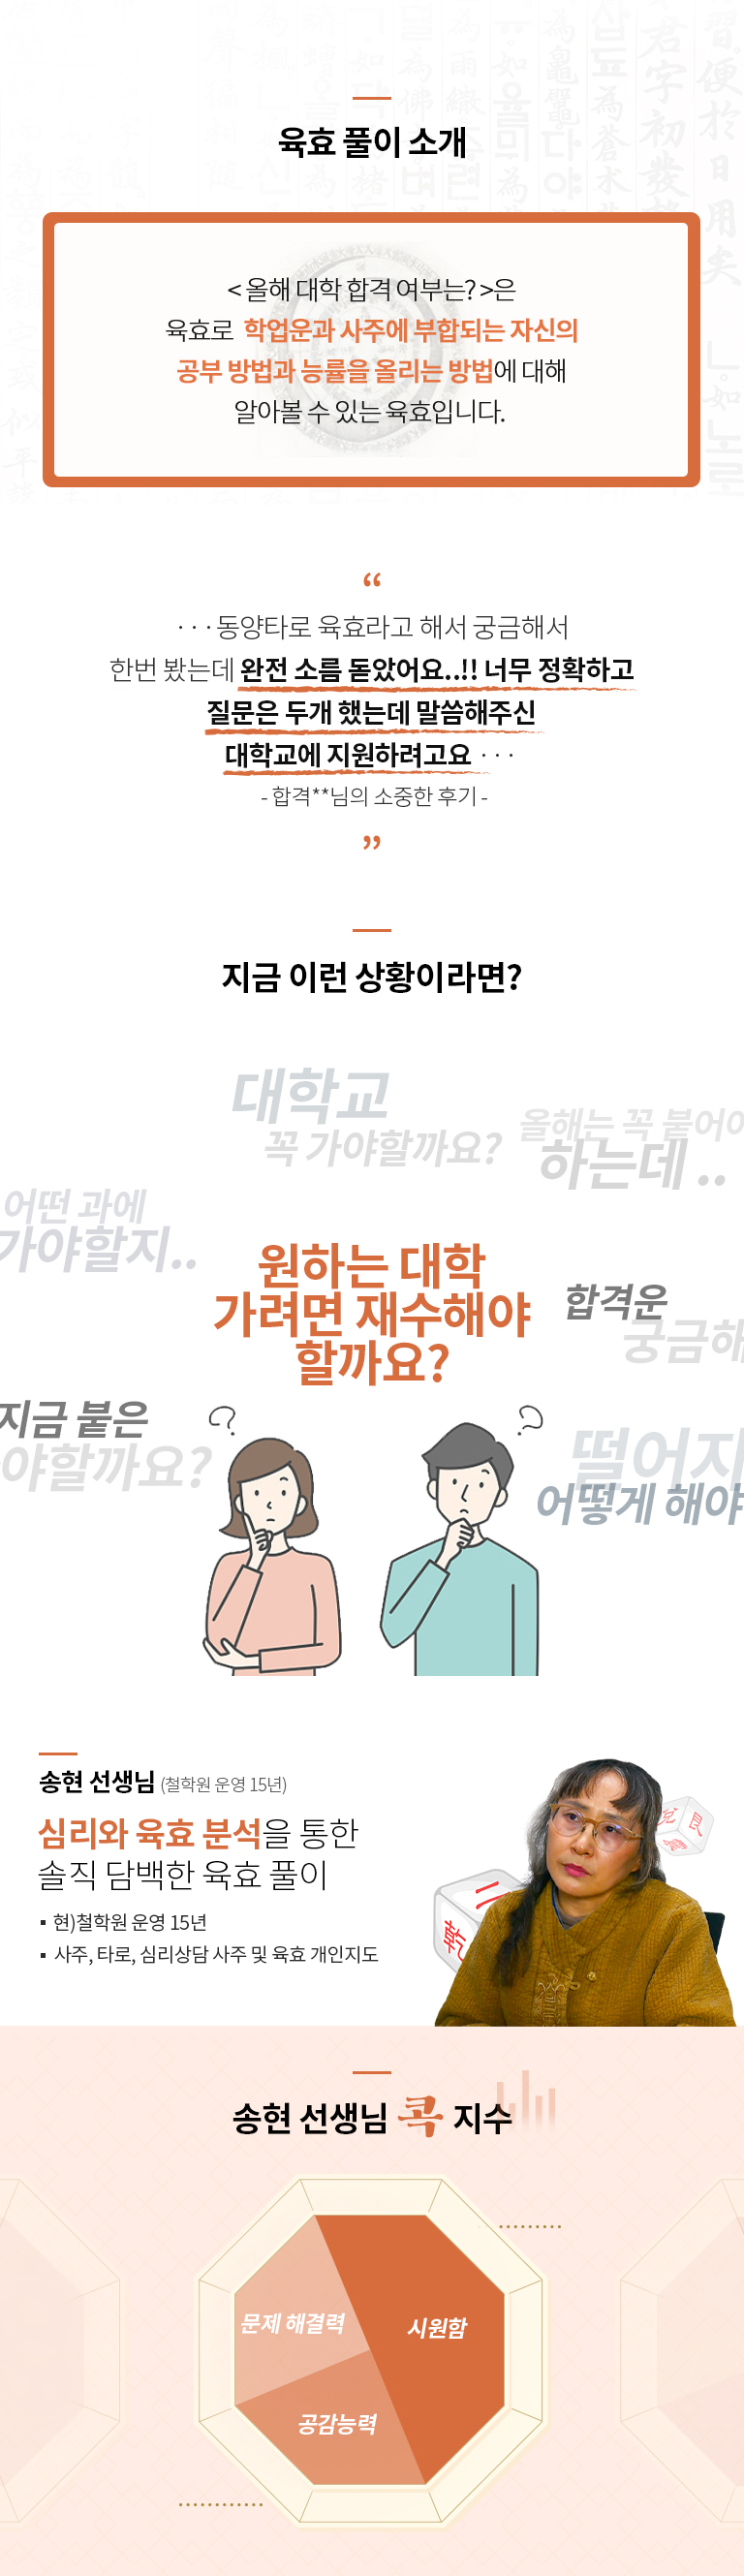 육효 풀이 소개
< 올해 대학 합격 여부는? >은
육효로 학업운과 사주에 부합되는 자신의
공부 방법과 능률을 올리는 방법에 대해
알아볼 수 있는 육효입니다.
“
· · · 동양타로 육효라고 해서 궁금해서
한번 봤는데 완전 소름 돋았어요..!! 너무 정확하고
질문은 두개 했는데 말씀해주신
대학교에 지원하려고요 · · ·
- 합격**님의 소중한 후기 -
”
지금 이런 상황이라면?
대학교
꼭 가야할까요?
올해는 꼭 붙어야
하는데 ..
어떤 과에
가야할지..
원하는 대학
가려면 재수해야
할까요?
합격운
궁금해
지금 붙은
야할까요?
떨어지
어떻게 해야
송현 선생님 (철학원 운영 15년)
심리와 육효 분석을 통한
솔직 담백한 육효 풀이
▪ 현)철학원 운영 15년
▪ 사주, 타로, 심리상담 사주 및 육효 개인지도
송현 선생님 콕 지수
문제 해결력
시원함
공감능력